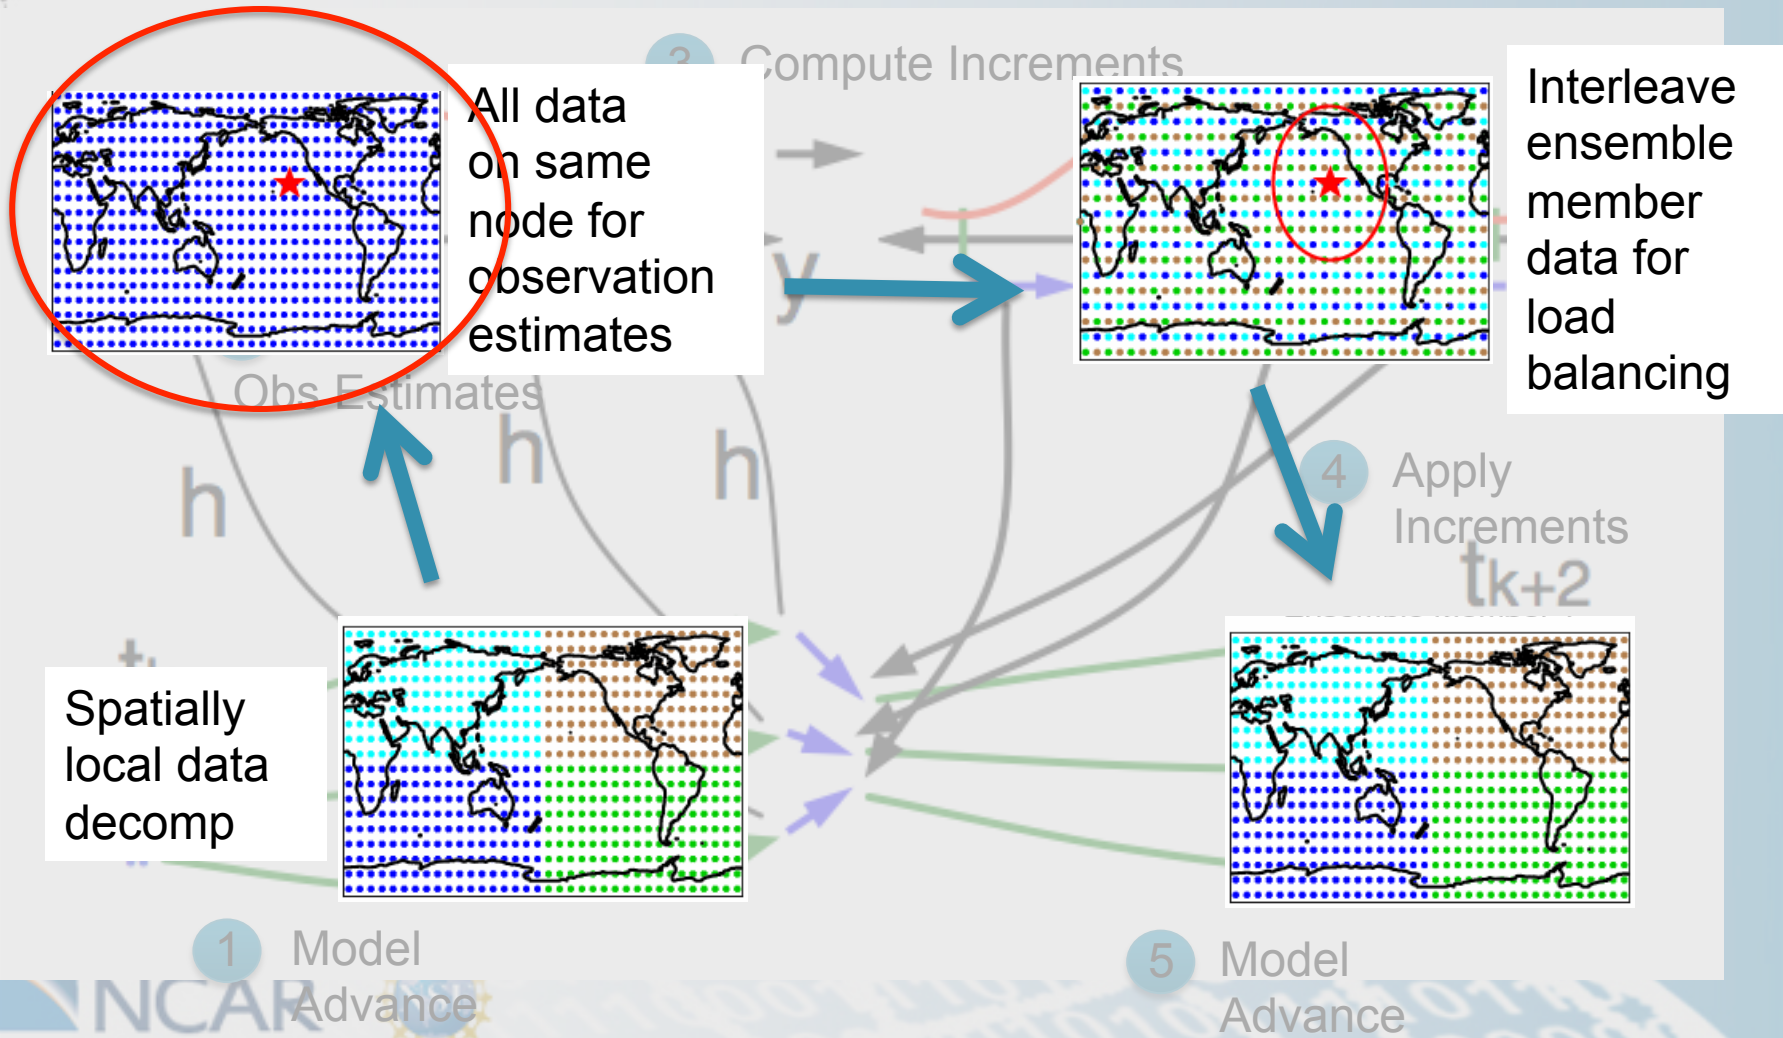 3 Compute Increments
All data
on same
node for
observation
estimates
Interleave
ensemble
member
data for
load
balancing
y
Obs Estimates
h
h
h
4 Apply
Increments
tk+2
Spatially
local data
decomp
1 Model
Advance
5 Model
Advance
NCAR